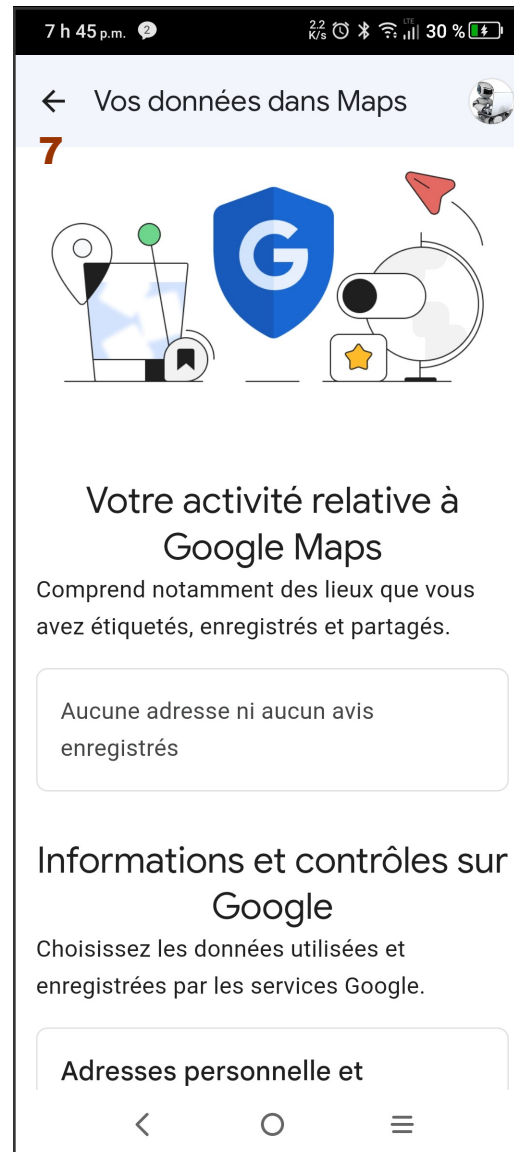 7 h 45 p.m. 2 2.2 K/s LTE 30 %
Vos données dans Maps
7
G
Votre activité relative à
Google Maps
Comprend notamment des lieux que vous
avez étiquetés, enregistrés et partagés.
Aucune adresse ni aucun avis
enregistrés
Informations et contrôles sur
Google
Choisissez les données utilisées et
enregistrées par les services Google.
Adresses personnelle et